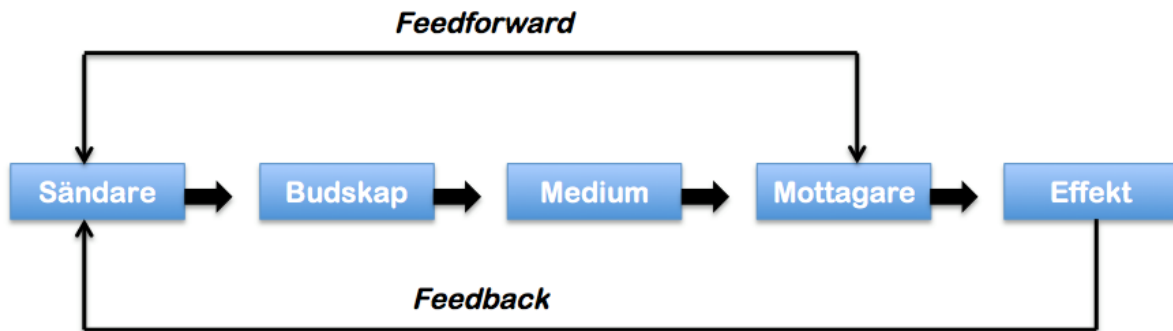 Feedforward
Sändare
Budskap
Medium
Mottagare
Effekt
Feedback